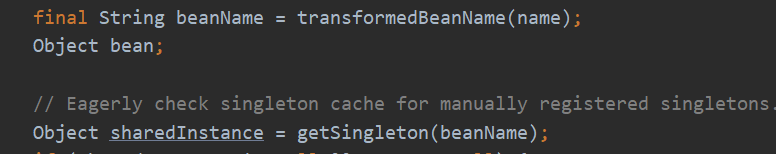 final String beanName = transformedBeanName(name);
Object bean;
// Eagerly check singleton cache for manually registered singletons.
Object sharedInstance = getSingleton(beanName);